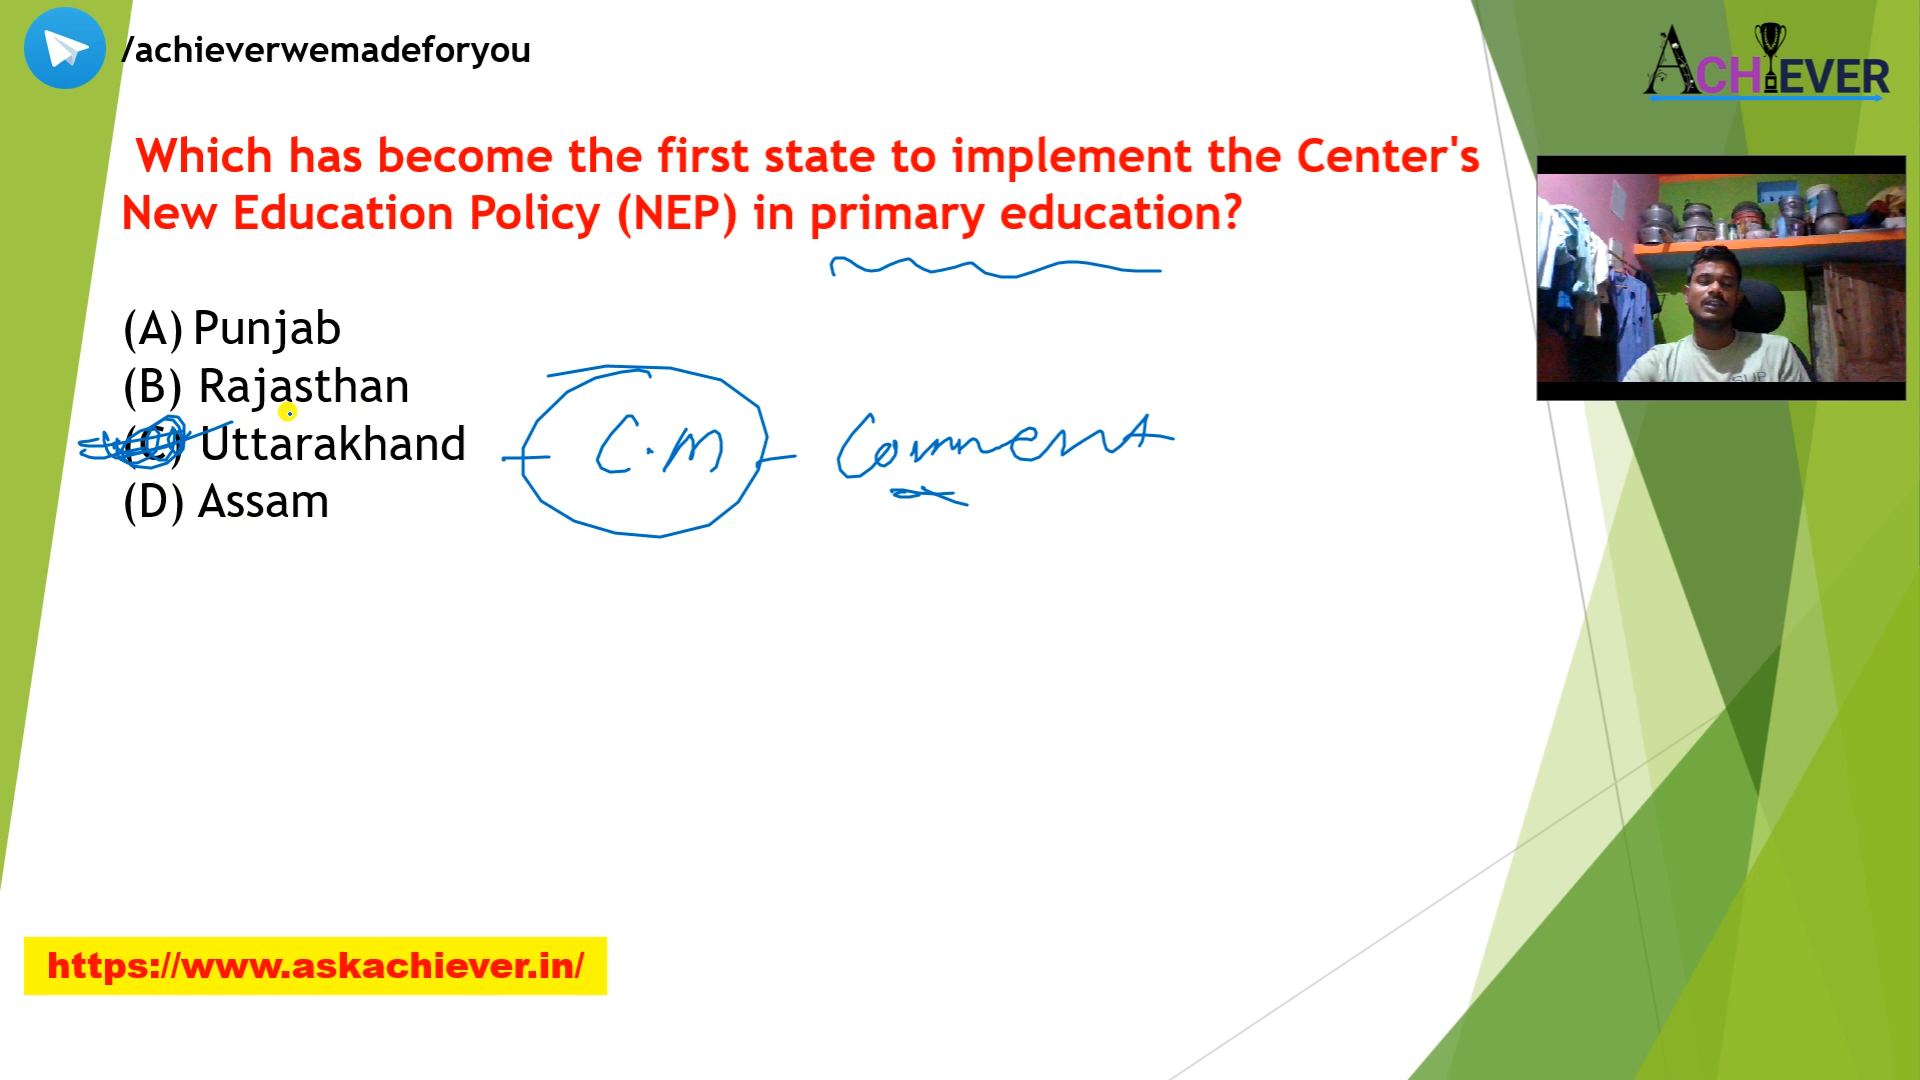 /achieverwemadeforyou
ACHIEVER
Which has become the first state to implement the Center's
New Education Policy (NEP) in primary education?
(A) Punjab
(B) Rajasthan
(C) Uttarakhand
(D) Assam
C.M
Comment
SUP
https://www.askachiever.in/